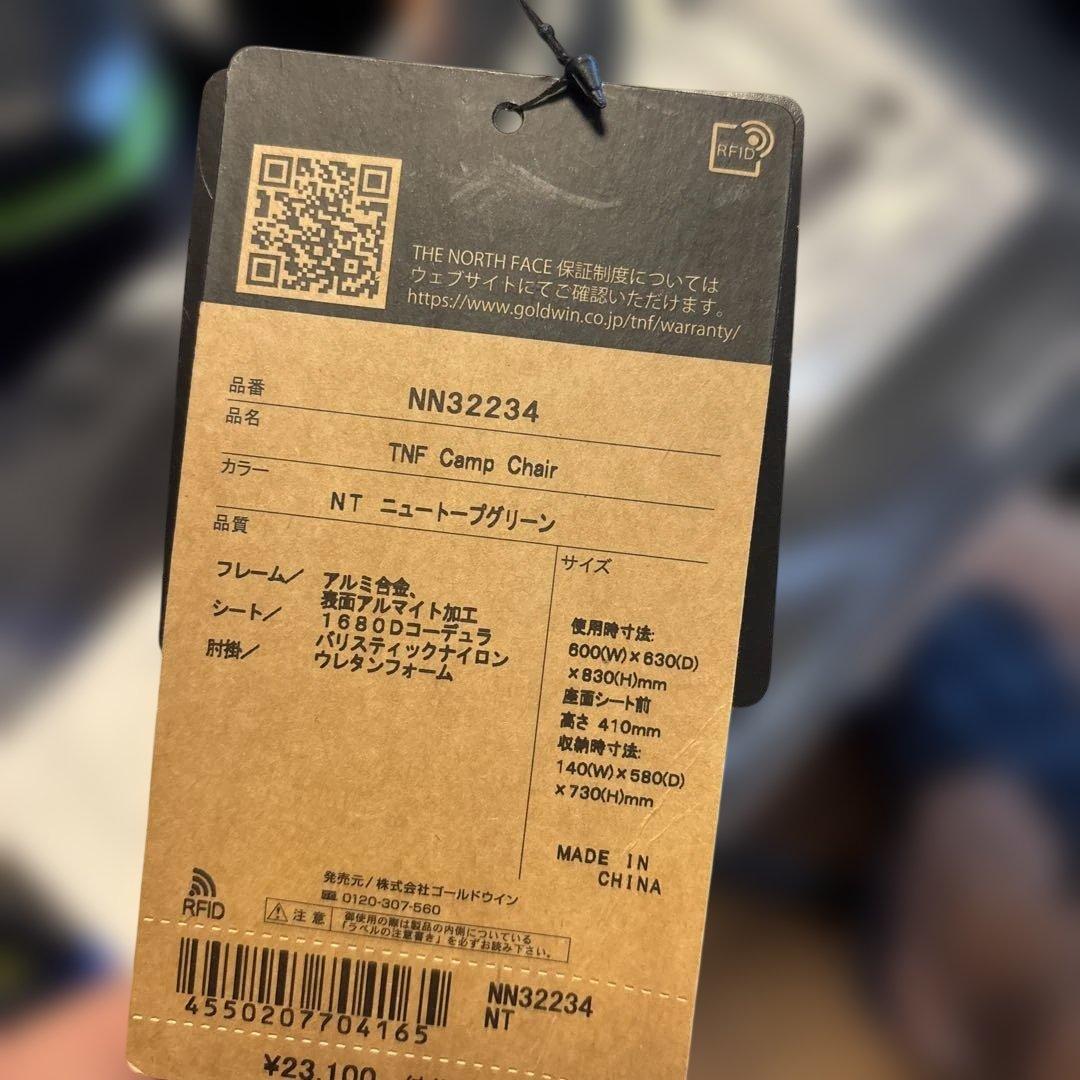 RFID
THE NORTH FACE 保証制度については
ウェブサイトにてご確認いただけます。
https://www.goldwin.co.jp/tnf/warranty/
品番 NN32234
品名 TNF Camp Chair
カラー NT ニュートープグリーン
品質
フレーム／ アルミ合金、
表面アルマイト加工
シート／ 1680Dコーデュラ
バリスティックナイロン
肘掛／ ウレタンフォーム
サイズ
使用時寸法:
600(W)×630(D)
×830(H)mm
座面シート前
高さ 410mm
収納時寸法:
140(W)×580(D)
×730(H)mm
MADE IN
CHINA
RFID
発売元/株式会社ゴールドウイン
0120-307-560
注意 御使用の際は製品の内側についている
「ラベルの注意書き」を必ずお読み下さい。
4550207704165
NN32234
NT
¥23,100